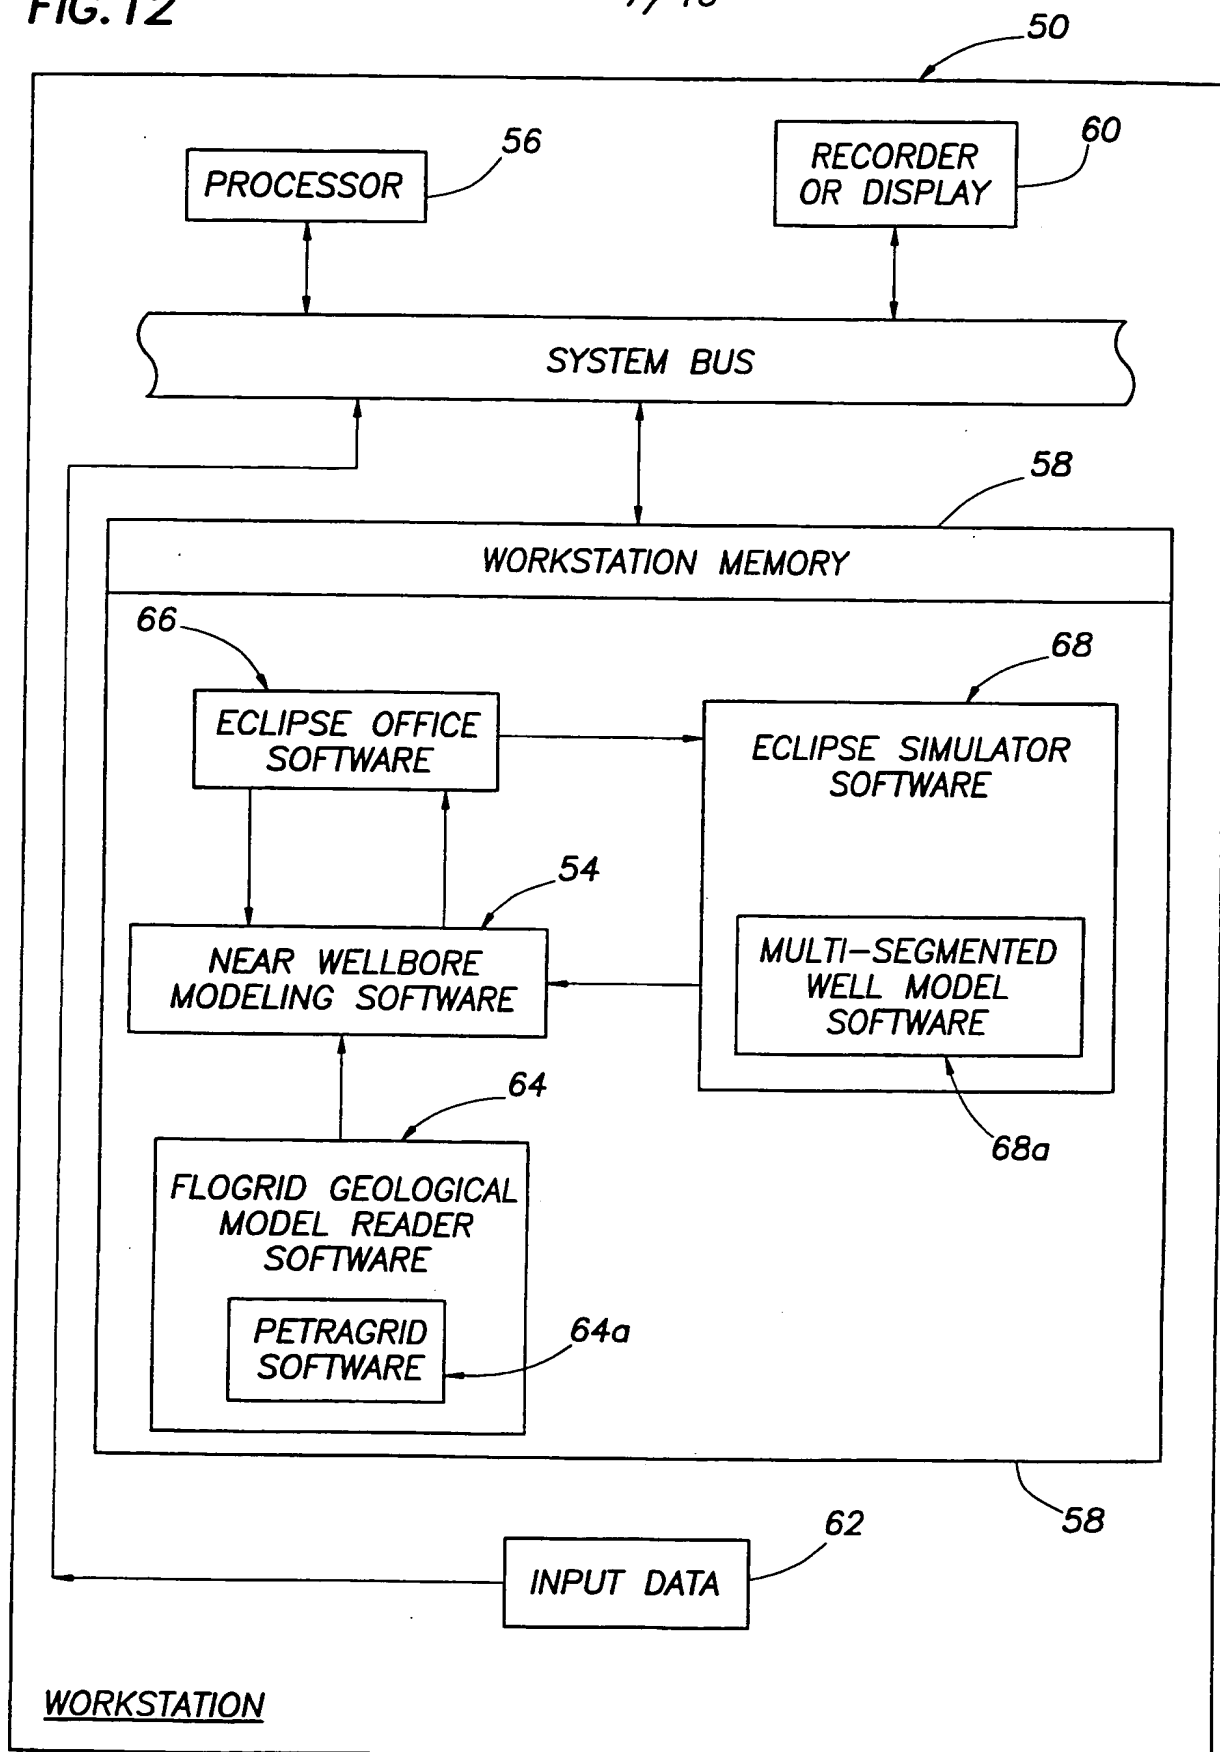 FIG. 12
50
56
60
PROCESSOR
RECORDER
OR DISPLAY
SYSTEM BUS
58
WORKSTATION MEMORY
66
68
ECLIPSE OFFICE
SOFTWARE
ECLIPSE SIMULATOR
SOFTWARE
54
NEAR WELLBORE
MODELING SOFTWARE
MULTI-SEGMENTED
WELL MODEL
SOFTWARE
64
68a
FLOGRID GEOLOGICAL
MODEL READER
SOFTWARE
PETRAGRID
SOFTWARE
64a
58
62
INPUT DATA
WORKSTATION